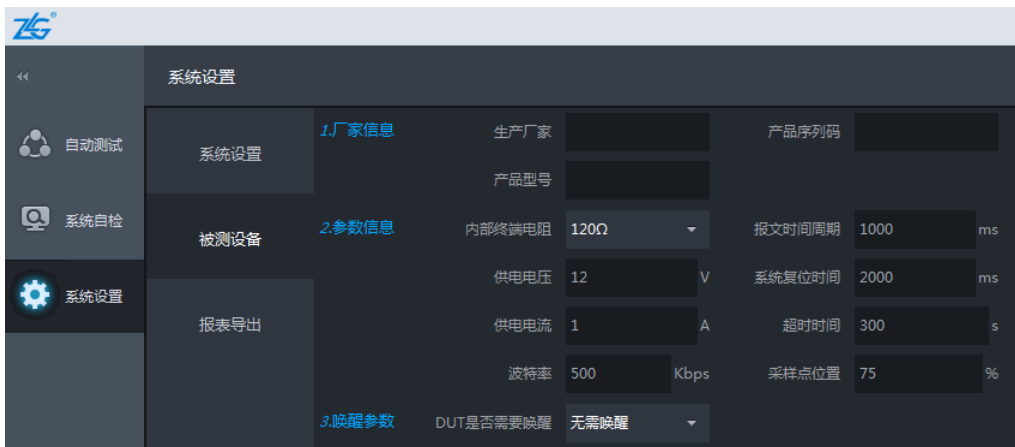 ZLG®
系统设置
自动测试
系统自检
系统设置
系统设置
被测设备
报表导出
1.厂家信息 生产厂家 产品序列码
产品型号
2.参数信息 内部终端电阻 120Ω 报文时间周期 1000 ms
供电电压 12 V 系统复位时间 2000 ms
供电电流 1 A 超时时间 300 s
波特率 500 Kbps 采样点位置 75 %
3.唤醒参数 DUT是否需要唤醒 无需唤醒